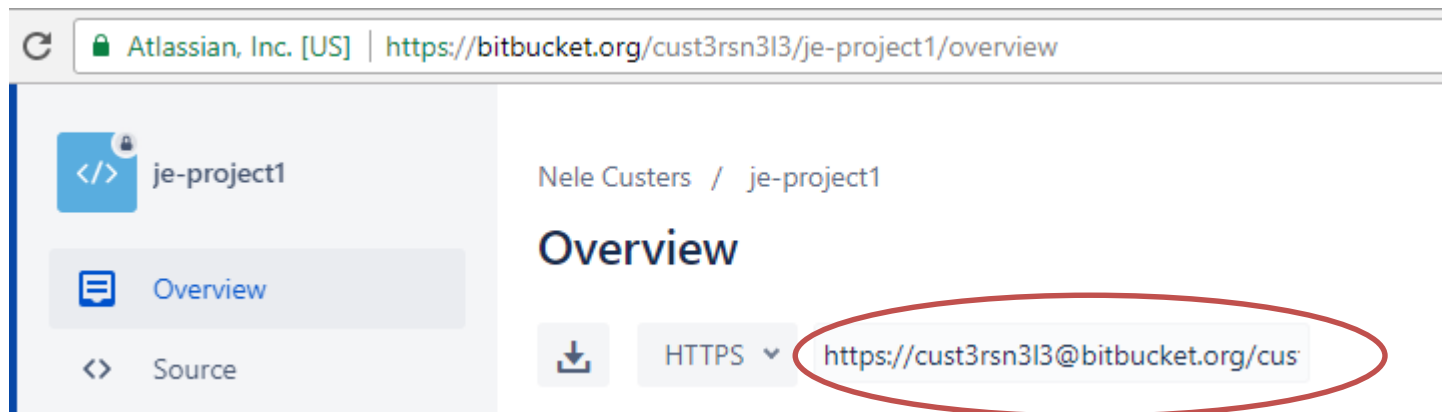 Atlassian, Inc. [US] | https://bitbucket.org/cust3rsn3l3/je-project1/overview
</> je-project1
Nele Custers / je-project1
Overview
Overview
HTTPS https://cust3rsn3l3@bitbucket.org/cus
<> Source